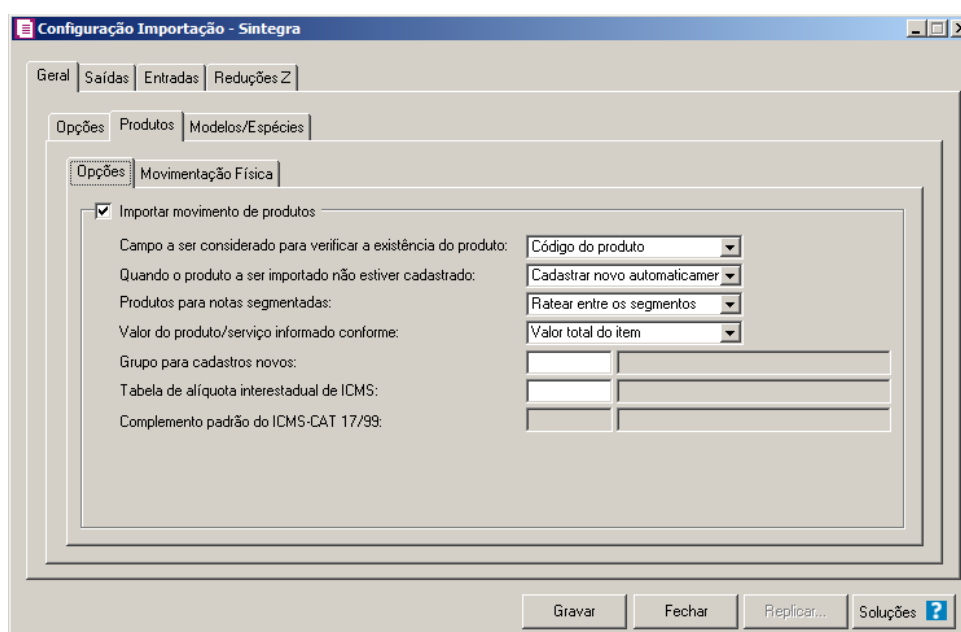 Configuração Importação - Sintegra
Geral Saídas Entradas Reduções Z
Opções Produtos Modelos/Espécies
Opções Movimentação Física
Importar movimento de produtos
Campo a ser considerado para verificar a existência do produto: Código do produto
Quando o produto a ser importado não estiver cadastrado: Cadastrar novo automaticamer
Produtos para notas segmentadas: Ratear entre os segmentos
Valor do produto/serviço informado conforme: Valor total do item
Grupo para cadastros novos:
Tabela de alíquota interestadual de ICMS:
Complemento padrão do ICMS-CAT 17/99:
Gravar Fechar Replicar... Soluções ?